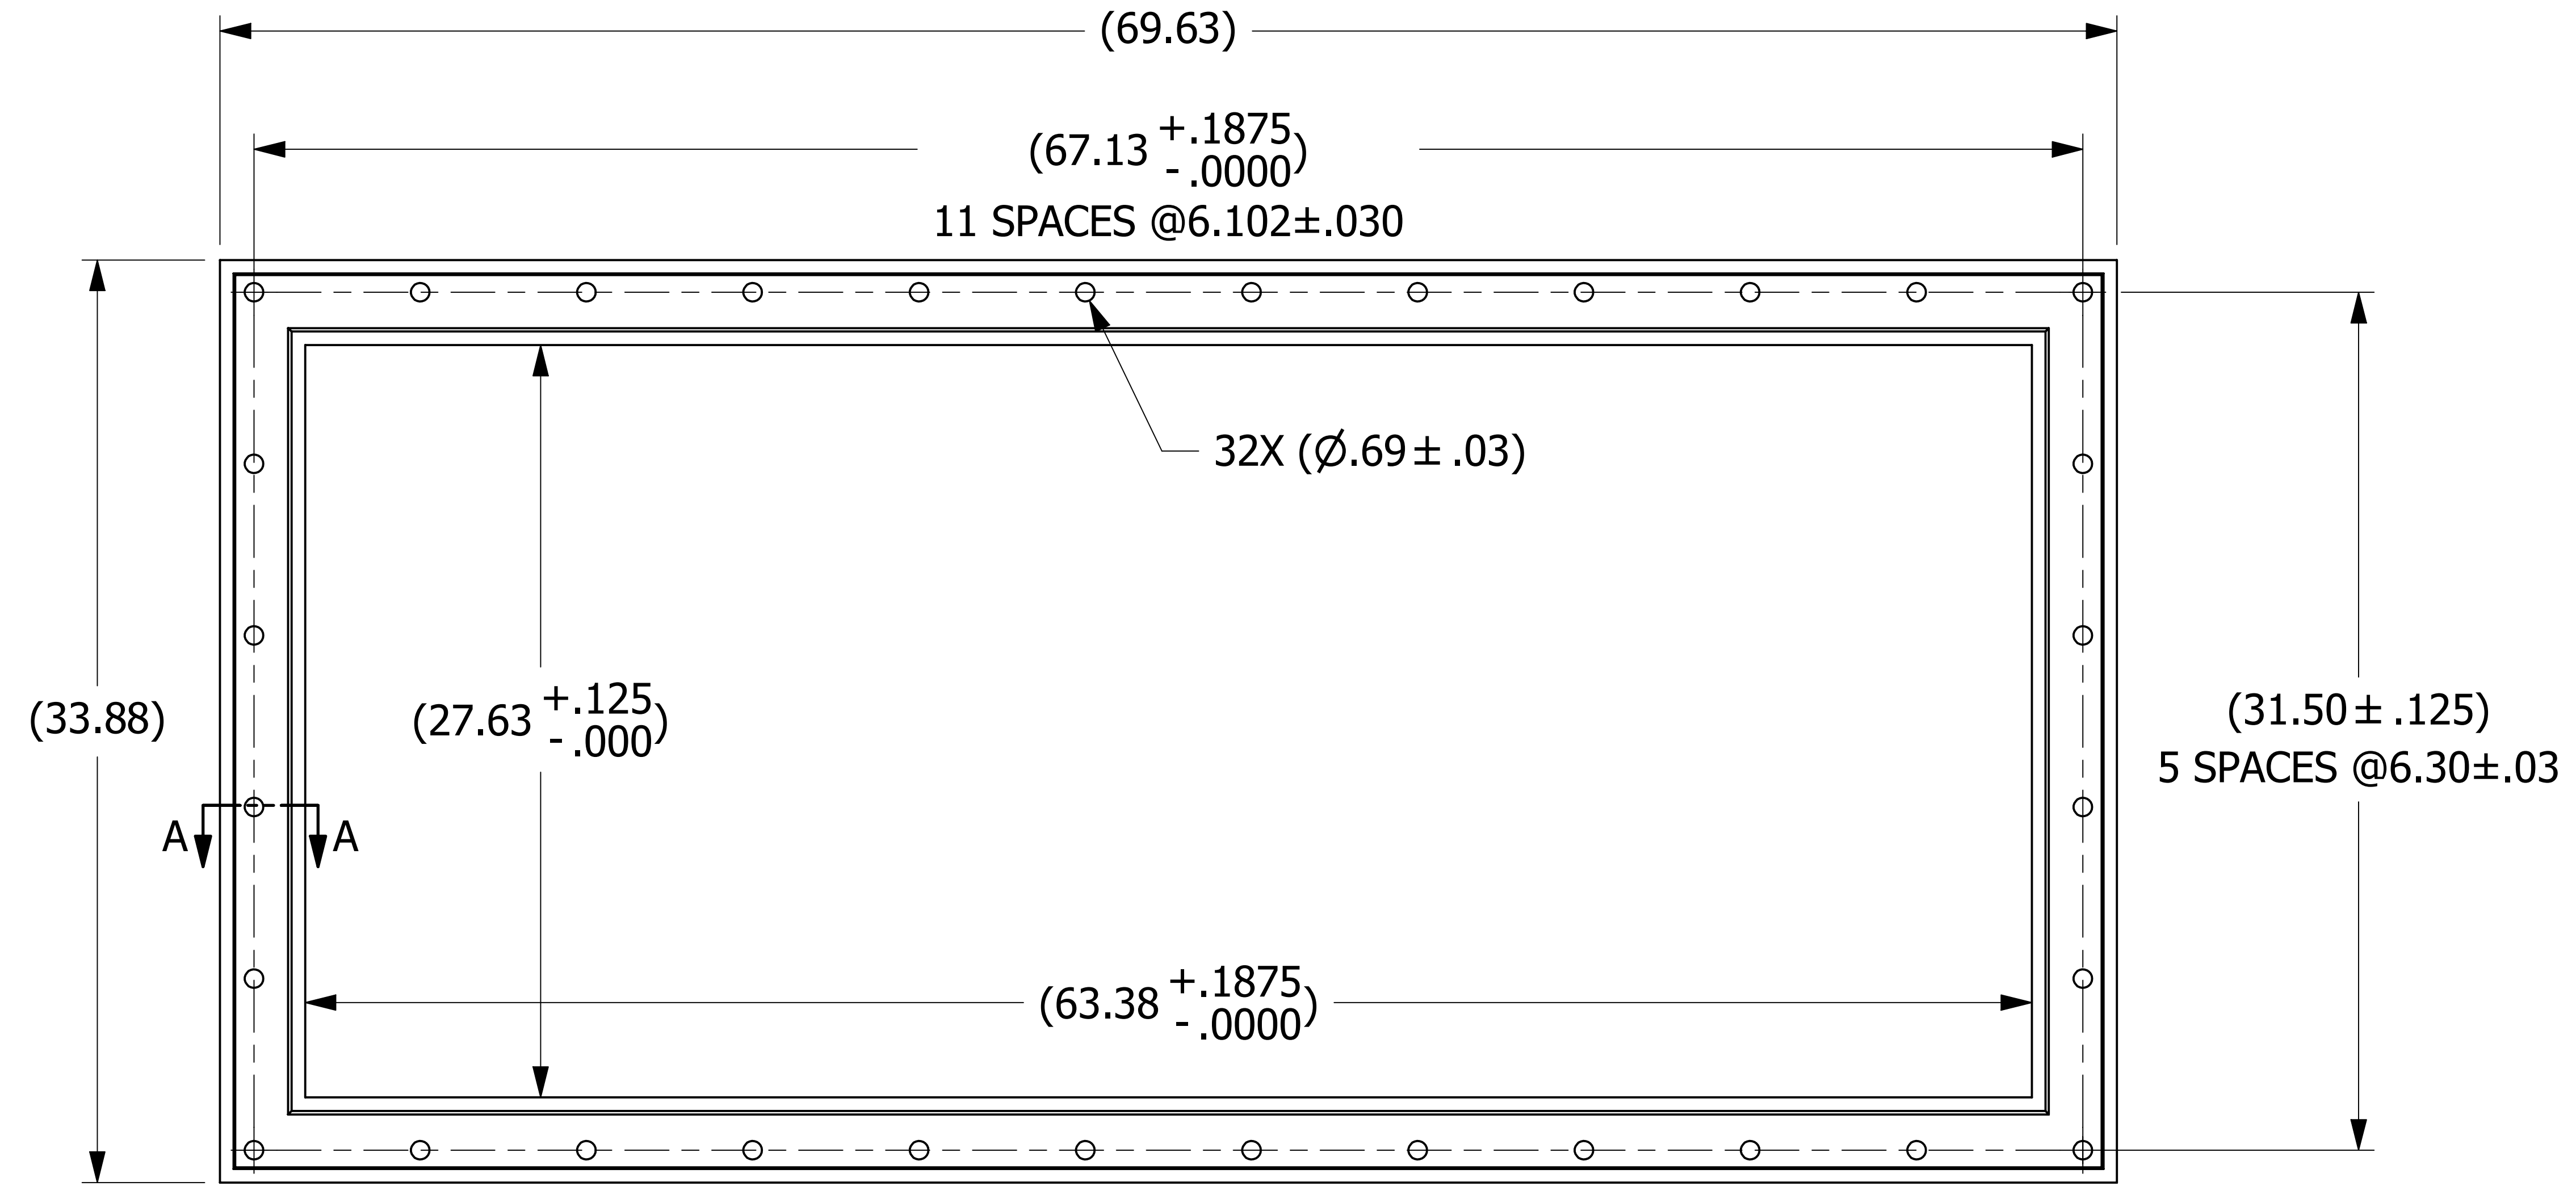 (69.63)
(67.13 +.1875 -.0000)
11 SPACES @6.102±.030
32X (∅.69± .03)
(33.88)
(27.63 +.125 -.000)
(31.50± .125)
5 SPACES @6.30±.03
A A
(63.38 +.1875 -.0000)